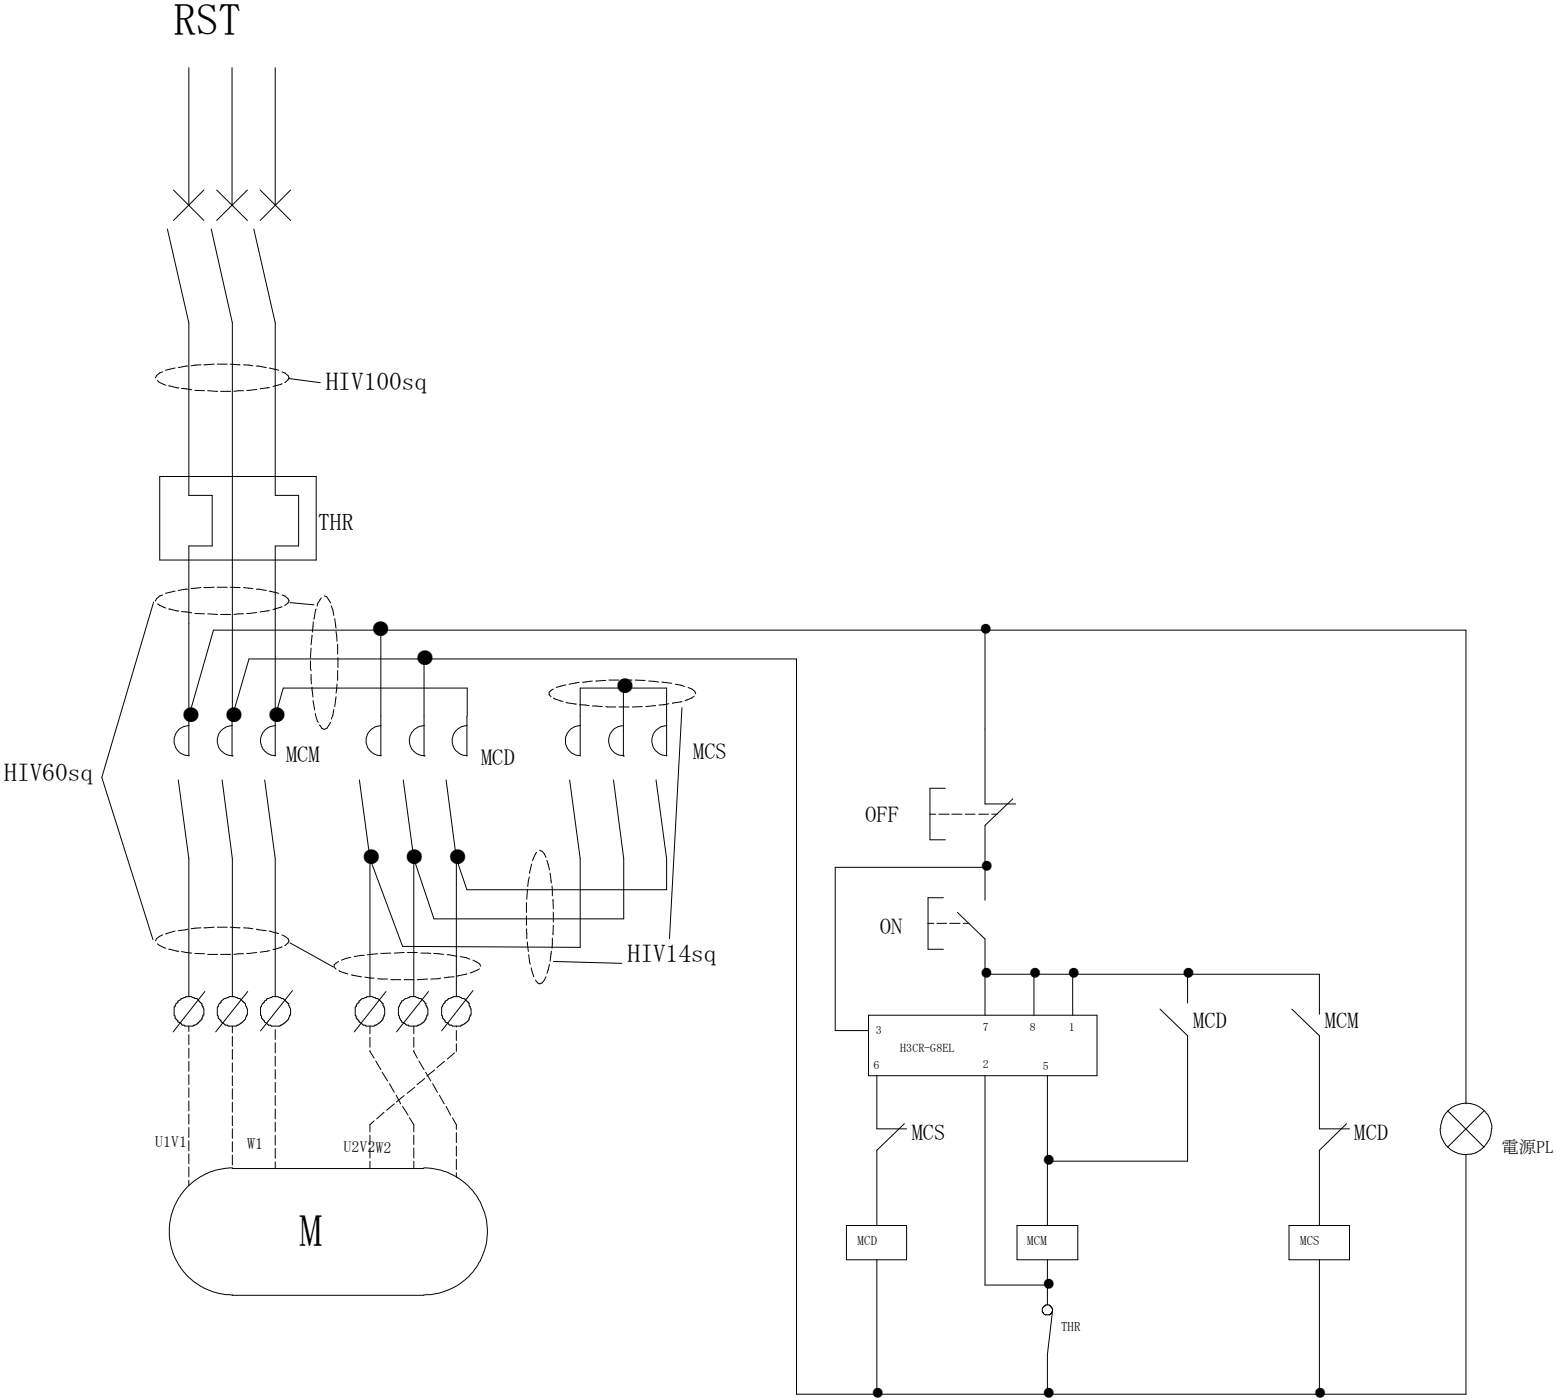 RST
HIV100sq
THR
MCM
MCD
MCS
HIV60sq
OFF
ON
HIV14sq
3
7
8
1
MCD
MCM
H3CR-G8EL
6
2
5
U1V1
W1
U2V2W2
MCS
MCD
電源PL
M
MCD
MCM
MCS
THR